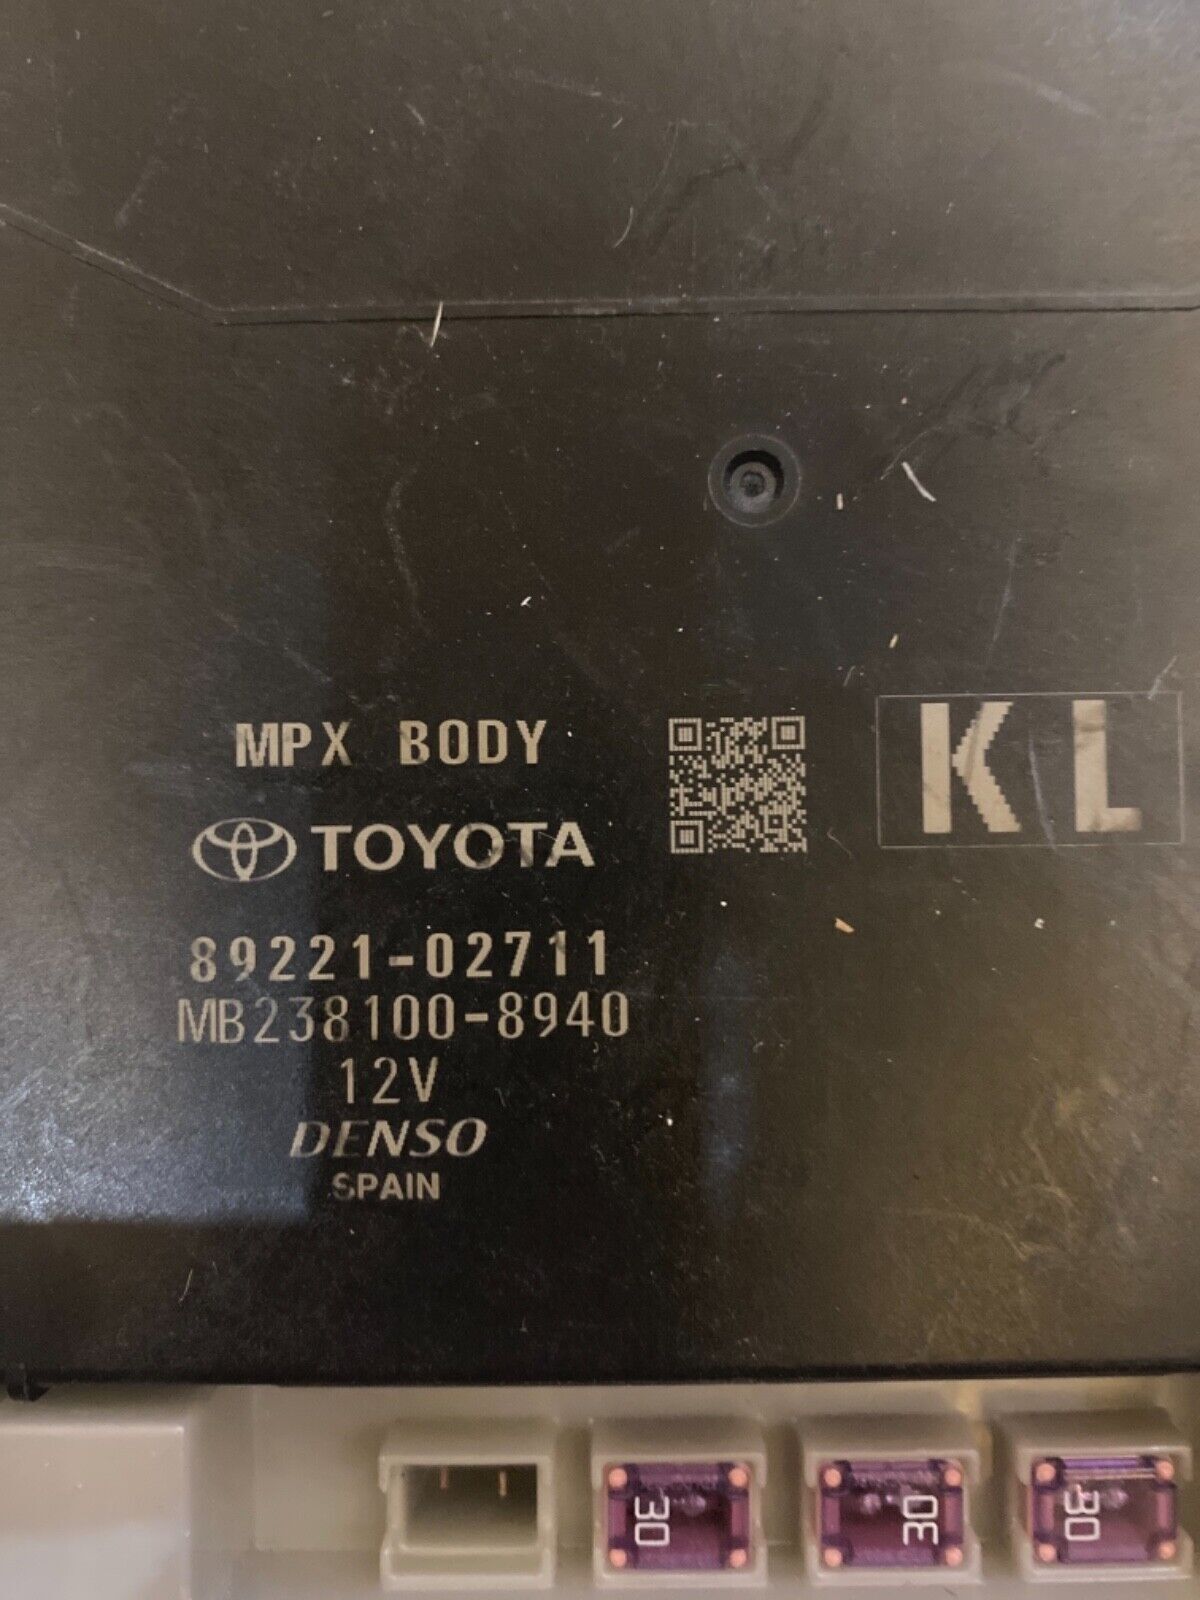 MPX BODY
KL
TOYOTA
89221-02711
MB238100-8940
12V
DENSO
SPAIN
30
30
30